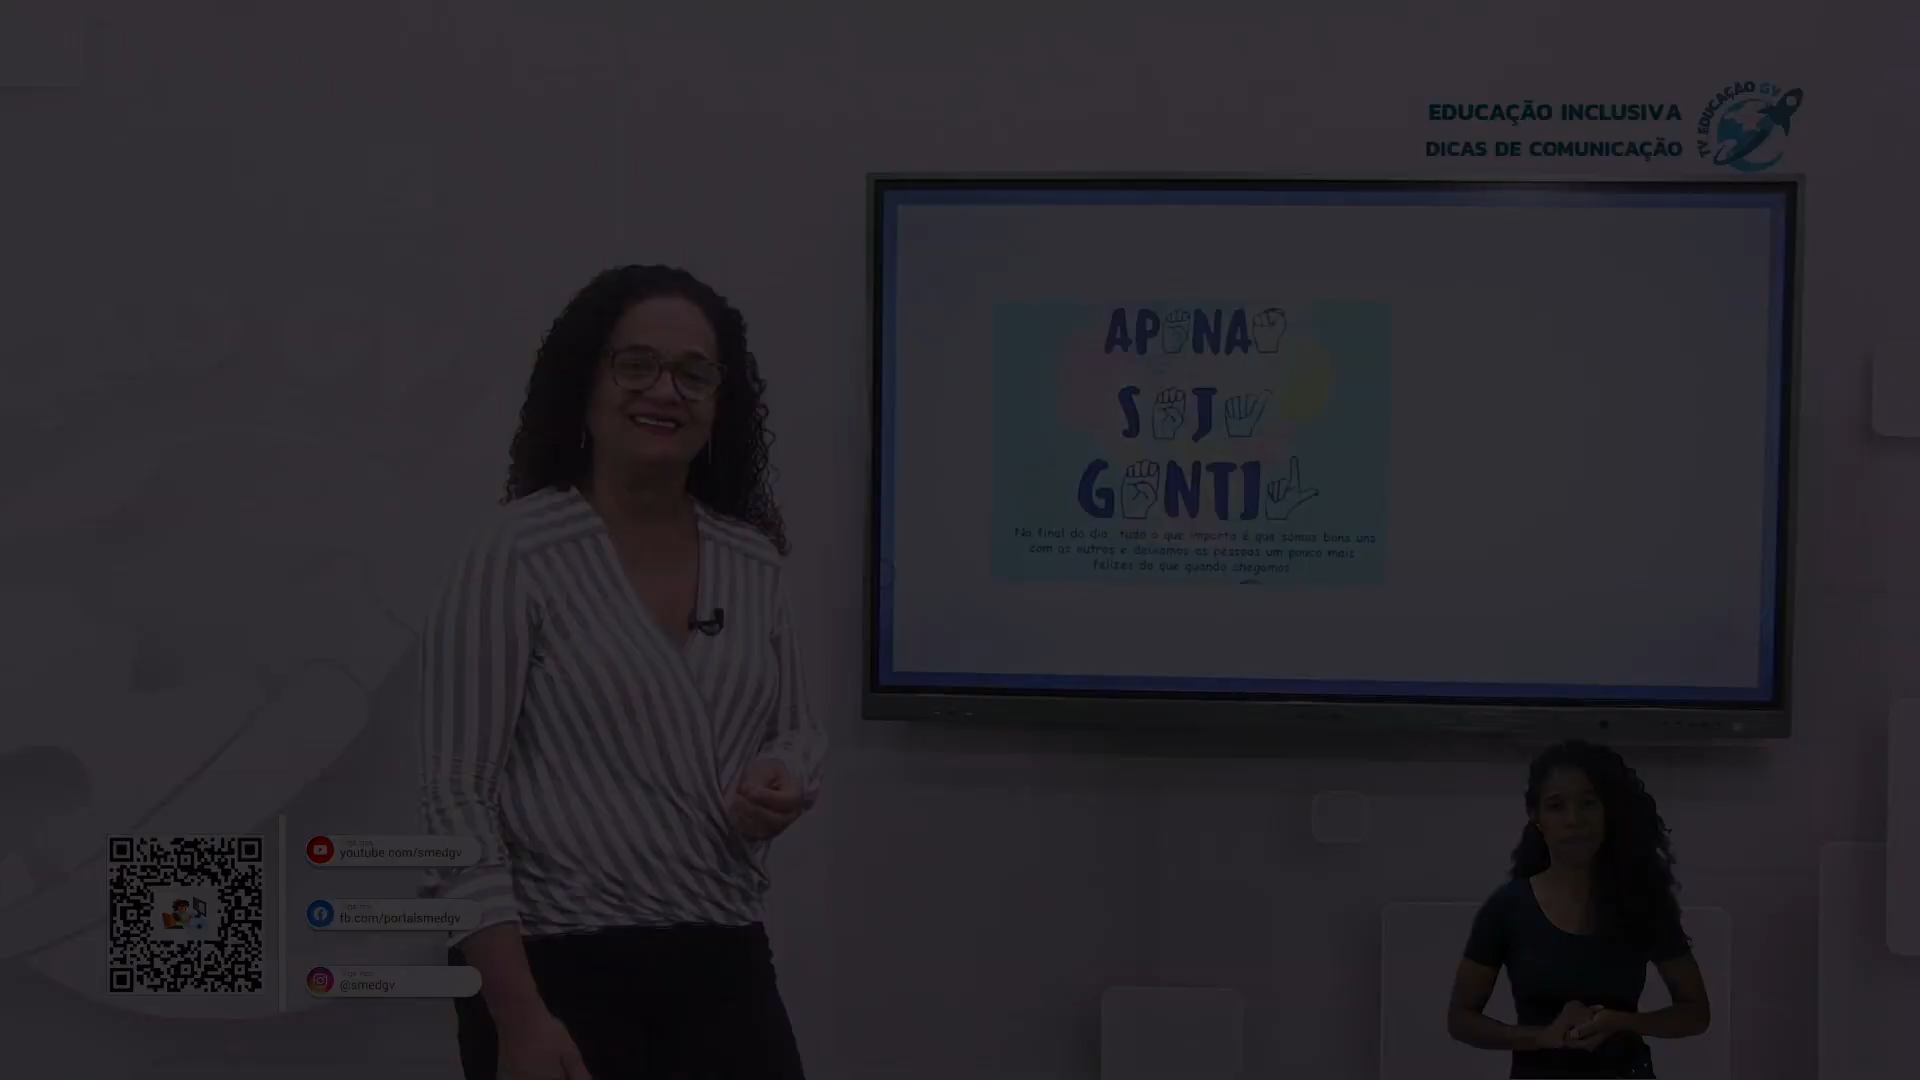 EDUCAÇÃO INCLUSIVA
DICAS DE COMUNICAÇÃO
TV EDUCAÇÃO GV
APENAS
SEJA
GENTIL
No final do dia, tudo o que importa é que somos bons uns
com os outros e deixamos as pessoas um pouco mais
felizes do que quando chegamos
youtube.com/smedgv
fb.com/portalsmedgv
@smedgv